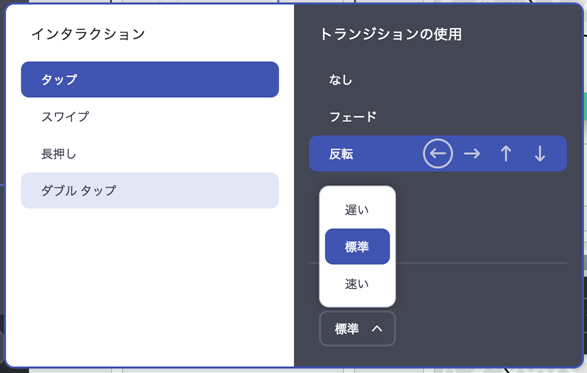 インタラクション
タップ
スワイプ
長押し
ダブル タップ
トランジションの使用
なし
フェード
反転
遅い
標準
速い
標準